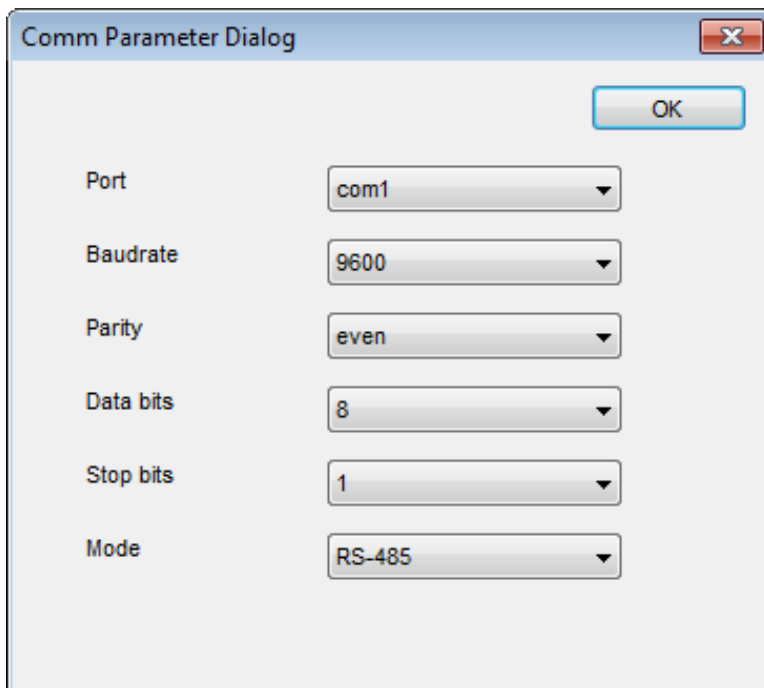 Comm Parameter Dialog
OK
Port com1
Baudrate 9600
Parity even
Data bits 8
Stop bits 1
Mode RS-485